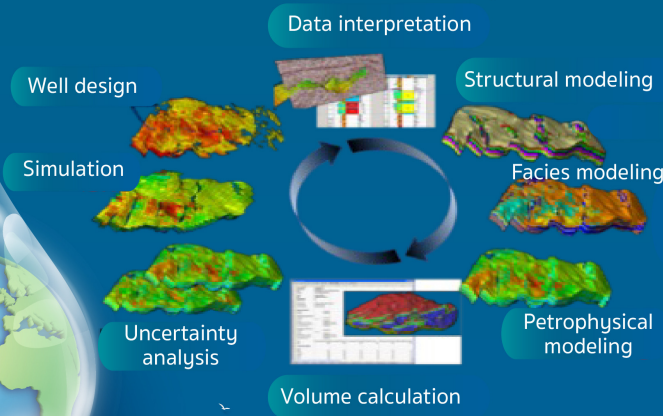 Data interpretation
Well design
Structural modeling
Simulation
Facies modeling
Uncertainty
analysis
Petrophysical
modeling
Volume calculation